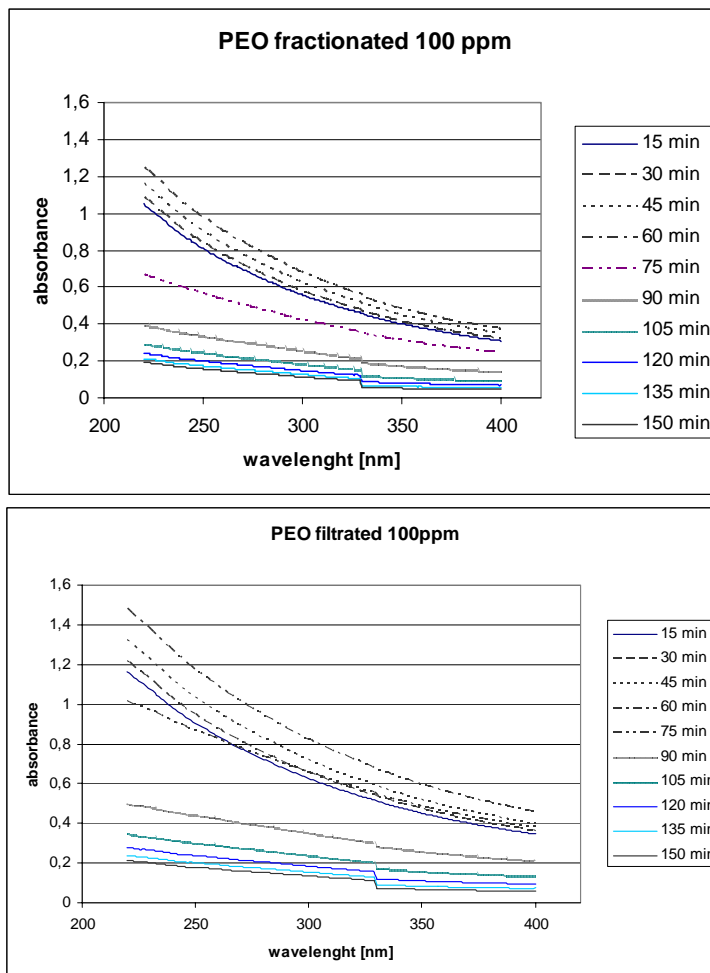 PEO fractionated 100 ppm
1,6
1,4
1,2
1
0,8
0,6
0,4
0,2
0
absorbance
200 250 300 350 400
wavelenght [nm]
15 min
30 min
45 min
60 min
75 min
90 min
105 min
120 min
135 min
150 min
PEO filtrated 100ppm
1,6
1,4
1,2
1
0,8
0,6
0,4
0,2
0
absorbance
200 250 300 350 400
wavelenght [nm]
15 min
30 min
45 min
60 min
75 min
90 min
105 min
120 min
135 min
150 min